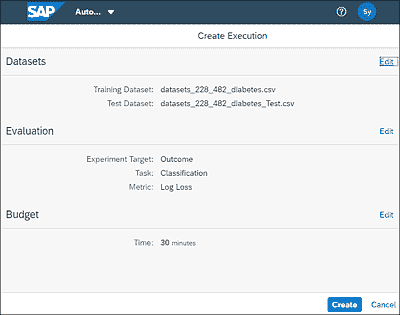 SAP Auto... Sy
Create Execution
Datasets Edit
Training Dataset: datasets_228_482_diabetes.csv
Test Dataset: datasets_228_482_diabetes_Test.csv
Evaluation Edit
Experiment Target: Outcome
Task: Classification
Metric: Log Loss
Budget Edit
Time: 30 minutes
Create Cancel